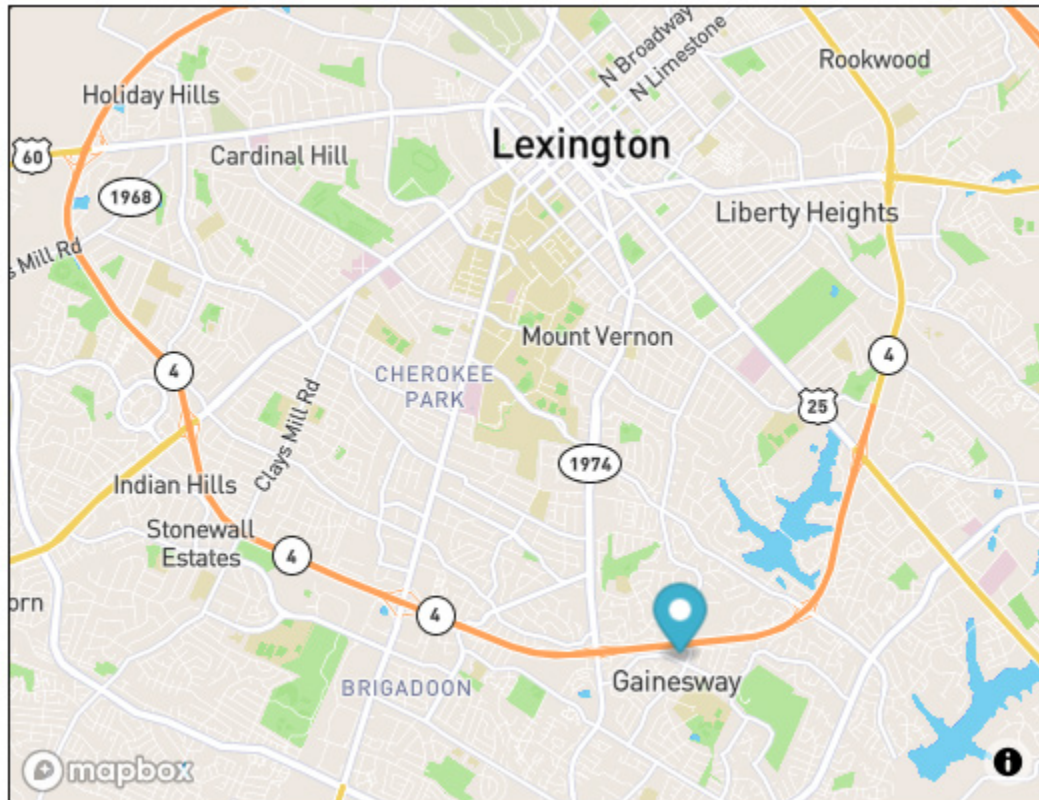 N Broadway
N Limestone
Rookwood
Holiday Hills
Lexington
60
Cardinal Hill
1968
Liberty Heights
s Mill Rd
Mount Vernon
4
4
CHEROKEE
PARK
Clays Mill Rd
25
1974
Indian Hills
Stonewall
Estates
4
orn
4
Gainesway
BRIGADOON
mapbox
i